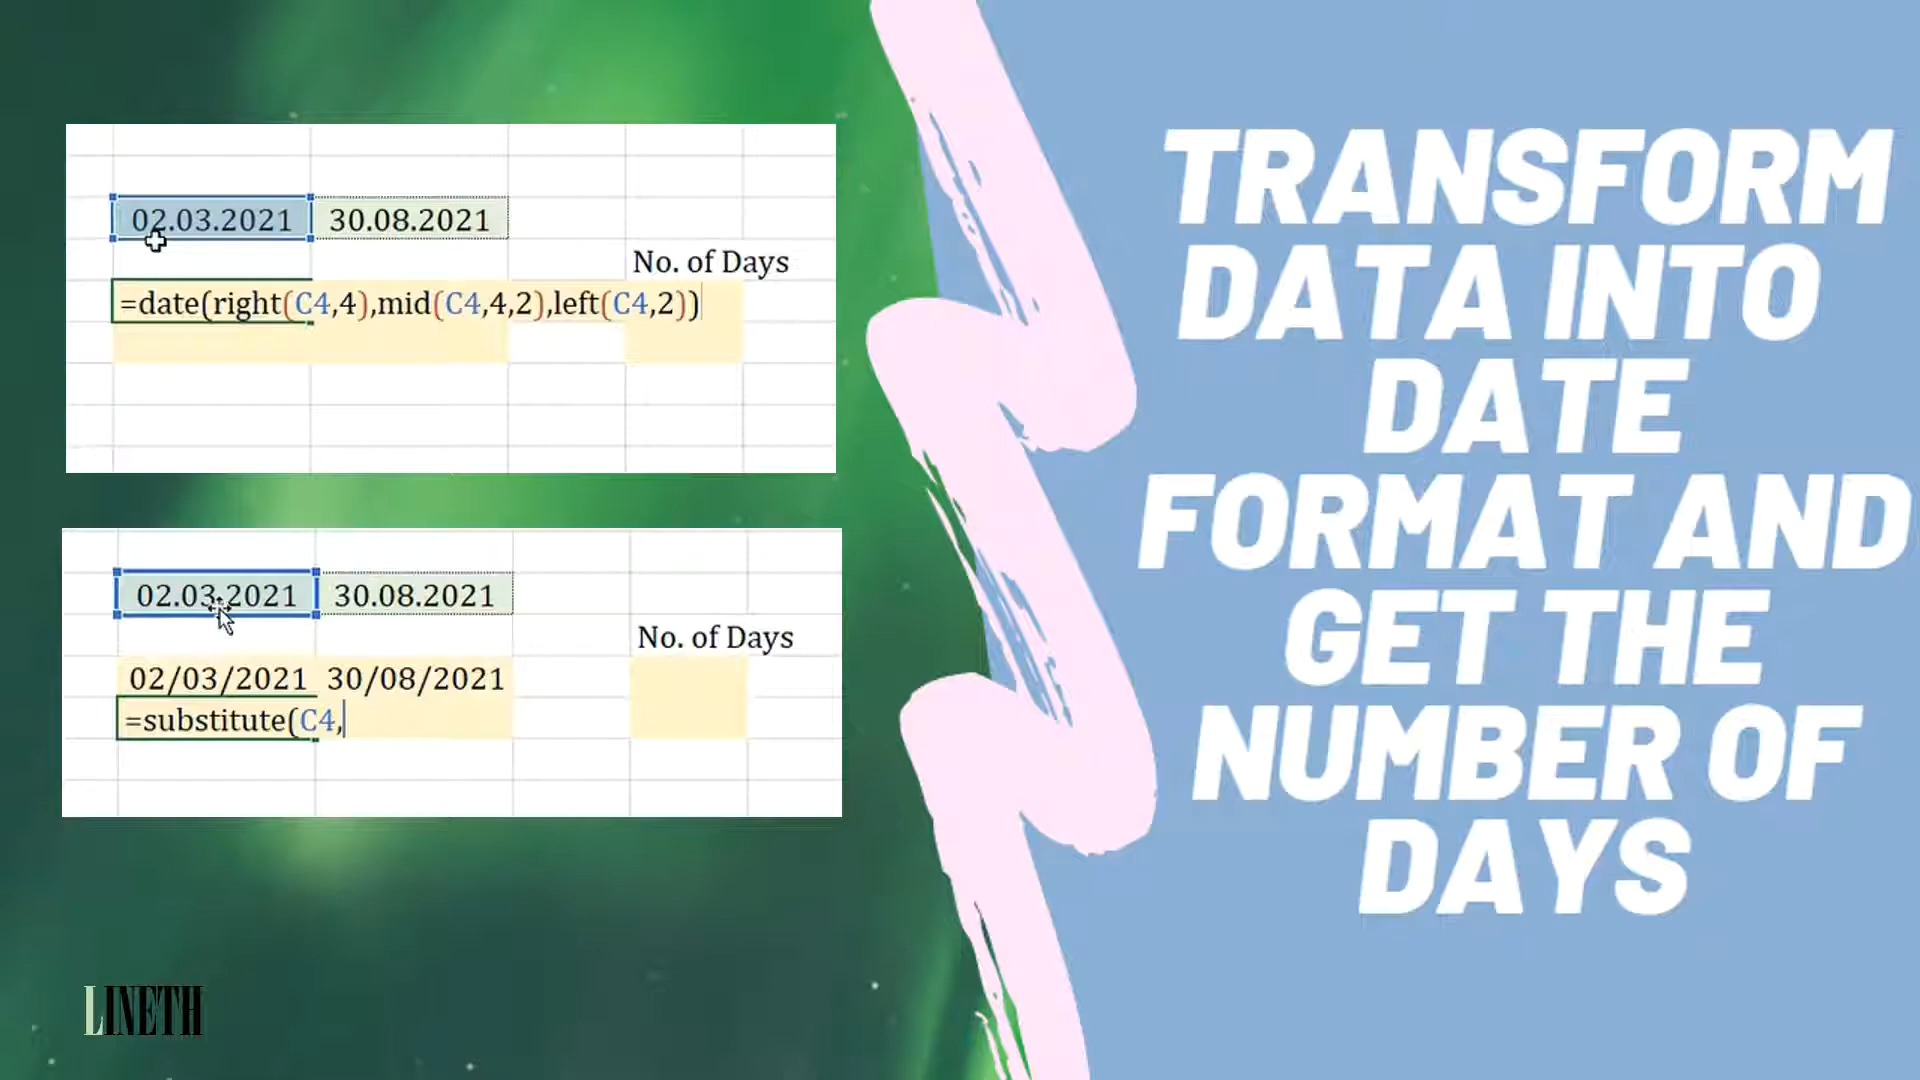 02.03.2021 30.08.2021
No. of Days
=date(right(C4,4),mid(C4,4,2),left(C4,2))
02.03.2021 30.08.2021
No. of Days
02/03/2021 30/08/2021
=substitute(C4,
LINETH
TRANSFORM
DATA INTO
DATE
FORMAT AND
GET THE
NUMBER OF
DAYS